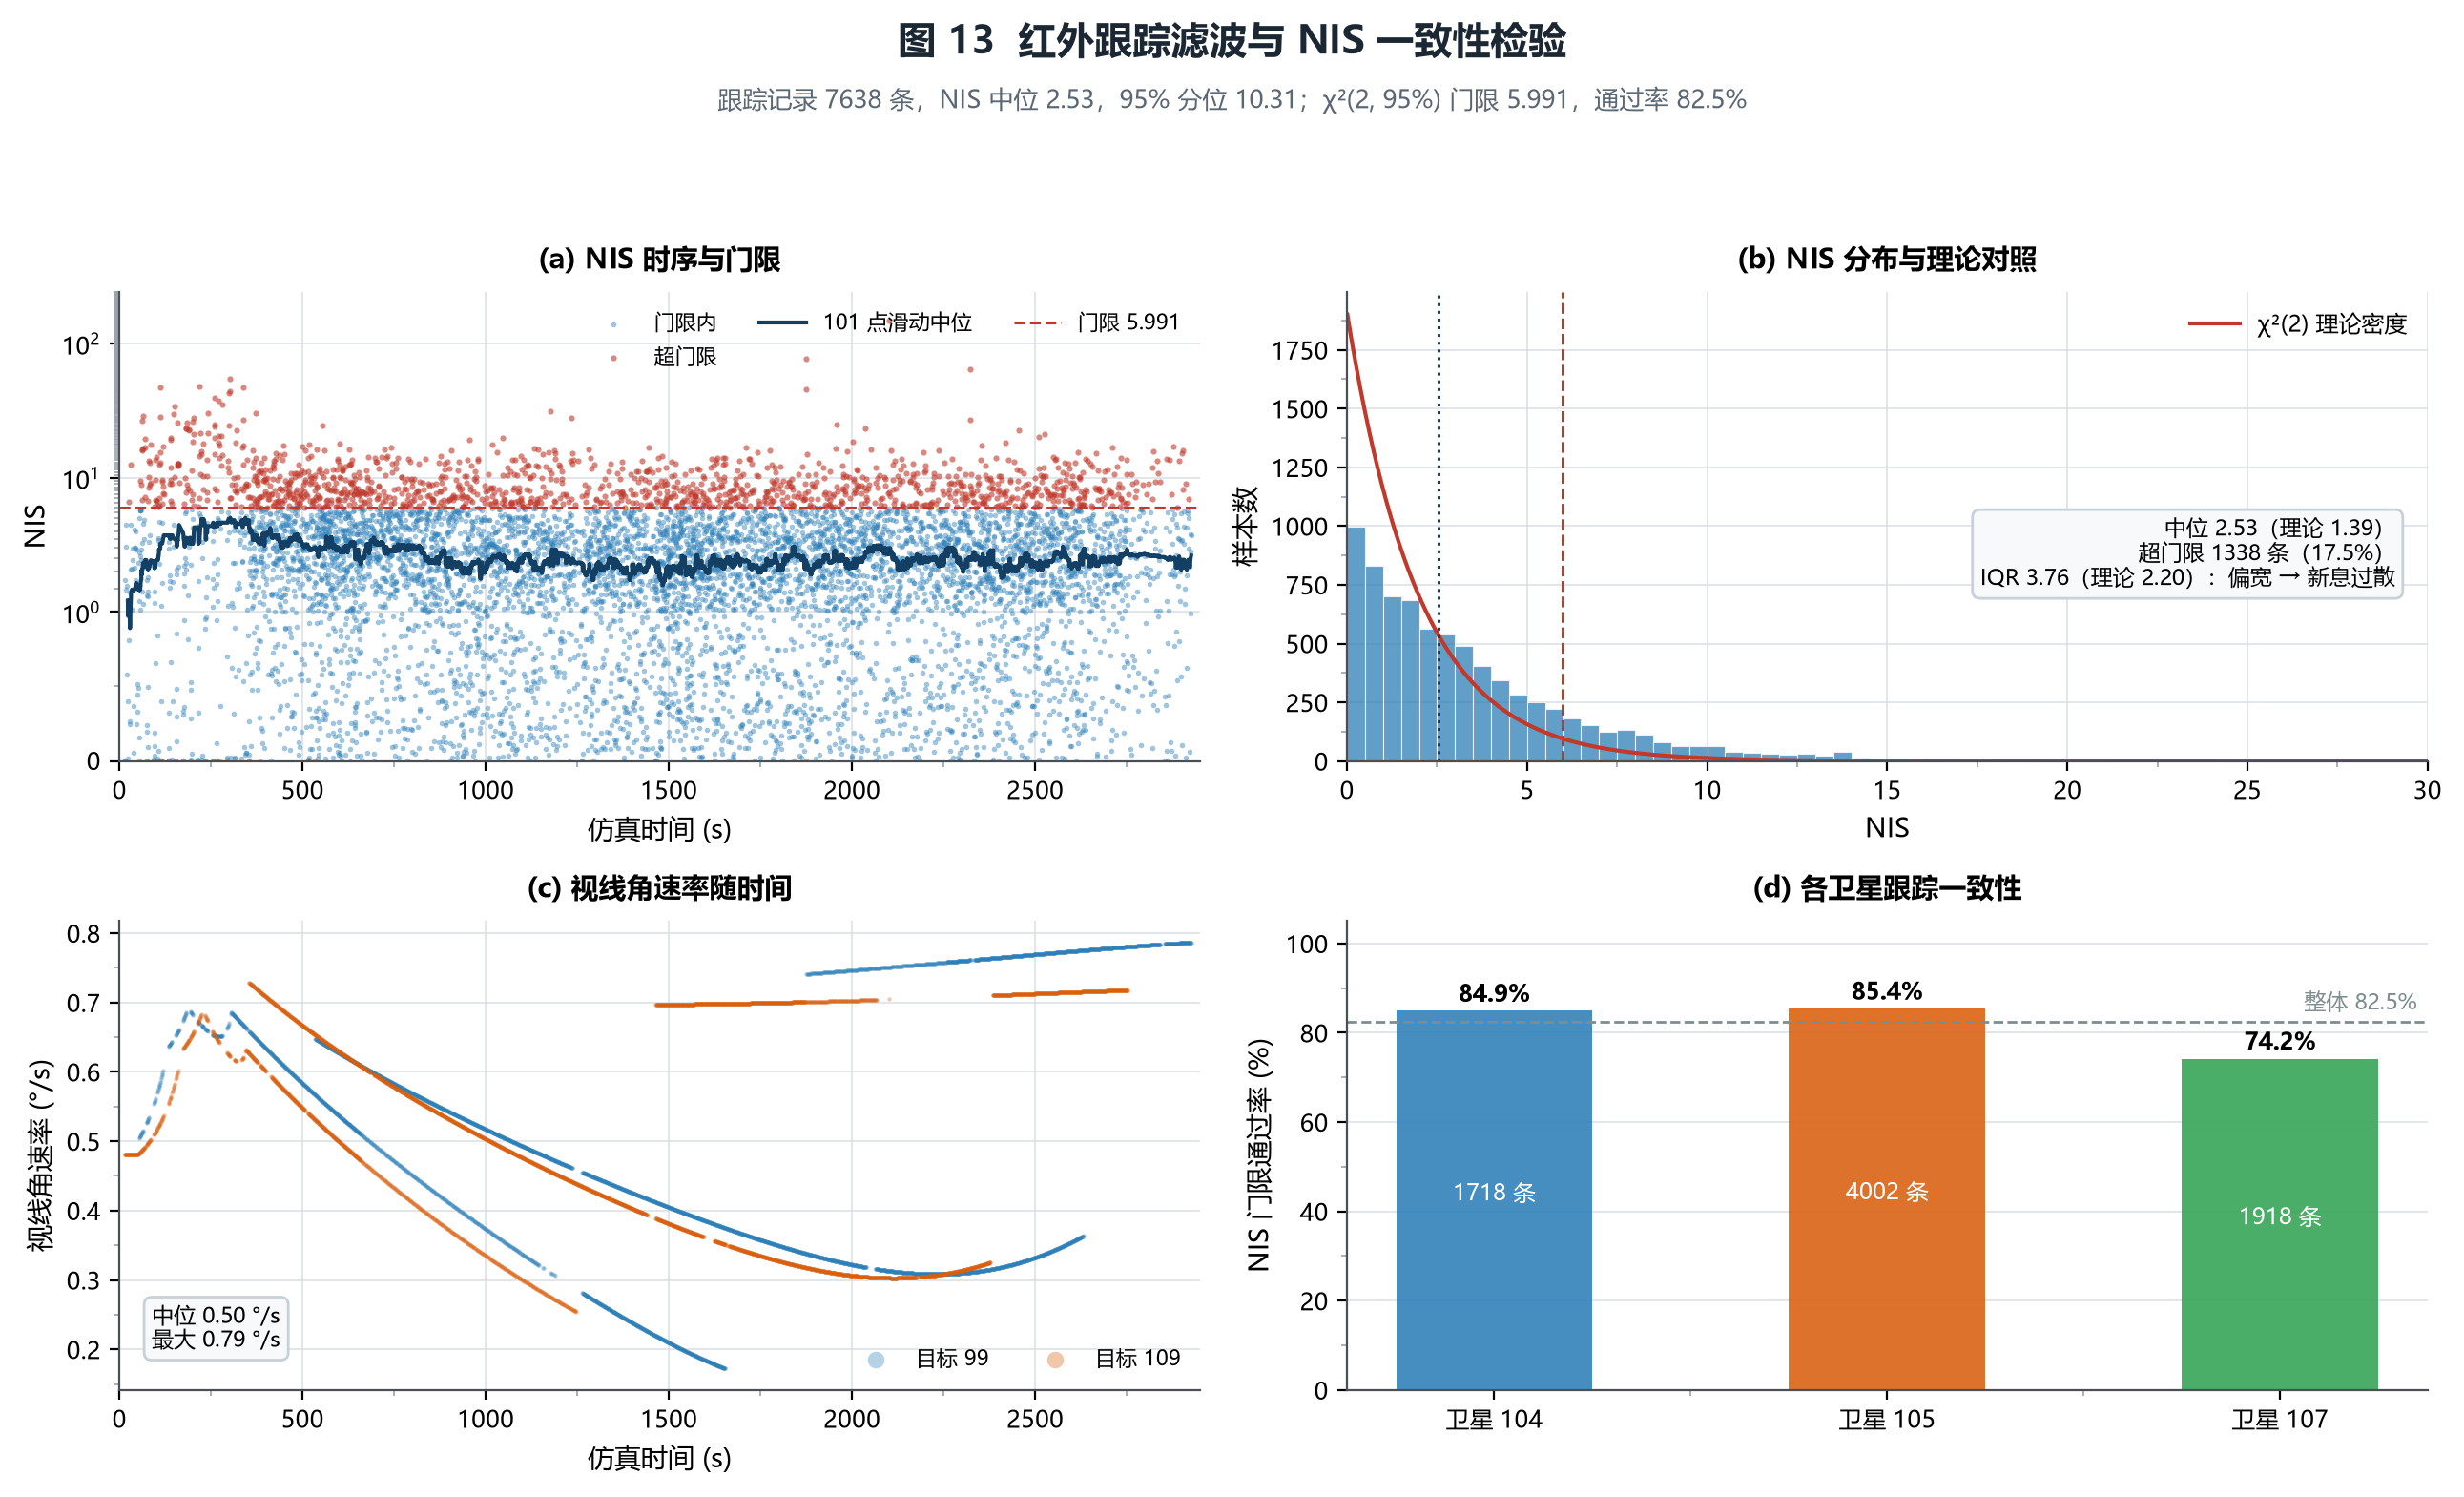 图 13 红外跟踪滤波与 NIS 一致性检验
跟踪记录 7638 条，NIS 中位 2.53，95% 分位 10.31；χ²(2, 95%) 门限 5.991，通过率 82.5%
(a) NIS 时序与门限
门限内
101 点滑动中位
门限 5.991
超门限
NIS
10²
10¹
10⁰
0
0 500 1000 1500 2000 2500
仿真时间 (s)
(b) NIS 分布与理论对照
χ²(2) 理论密度
样本数
1750
1500
1250
1000
750
500
250
0
中位 2.53（理论 1.39）
超门限 1338 条（17.5%）
IQR 3.76（理论 2.20）：偏宽 → 新息过散
0 5 10 15 20 25 30
NIS
(c) 视线角速率随时间
视线角速率 (°/s)
0.8
0.7
0.6
0.5
0.4
0.3
0.2
中位 0.50 °/s
最大 0.79 °/s
目标 99
目标 109
0 500 1000 1500 2000 2500
仿真时间 (s)
(d) 各卫星跟踪一致性
NIS 门限通过率 (%)
100
80
60
40
20
0
84.9%
85.4%
74.2%
整体 82.5%
1718 条
4002 条
1918 条
卫星 104
卫星 105
卫星 107